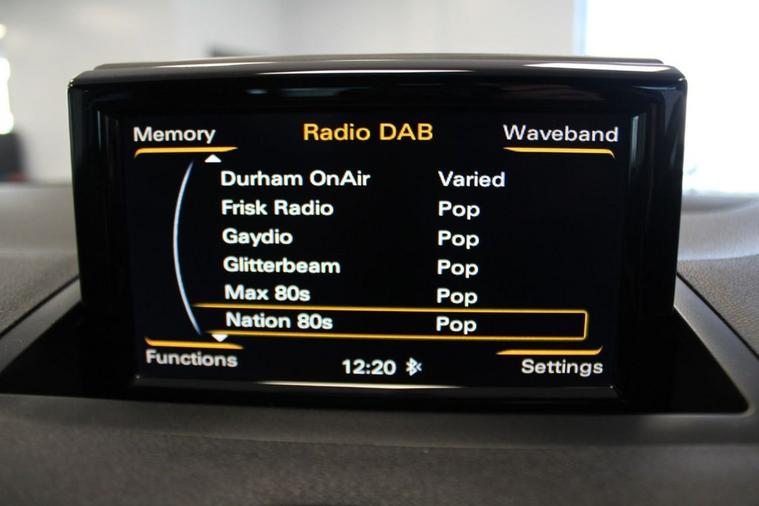 Memory Radio DAB Waveband
Durham OnAir Varied
Frisk Radio Pop
Gaydio Pop
Glitterbeam Pop
Max 80s Pop
Nation 80s Pop
Functions 12:20 Settings